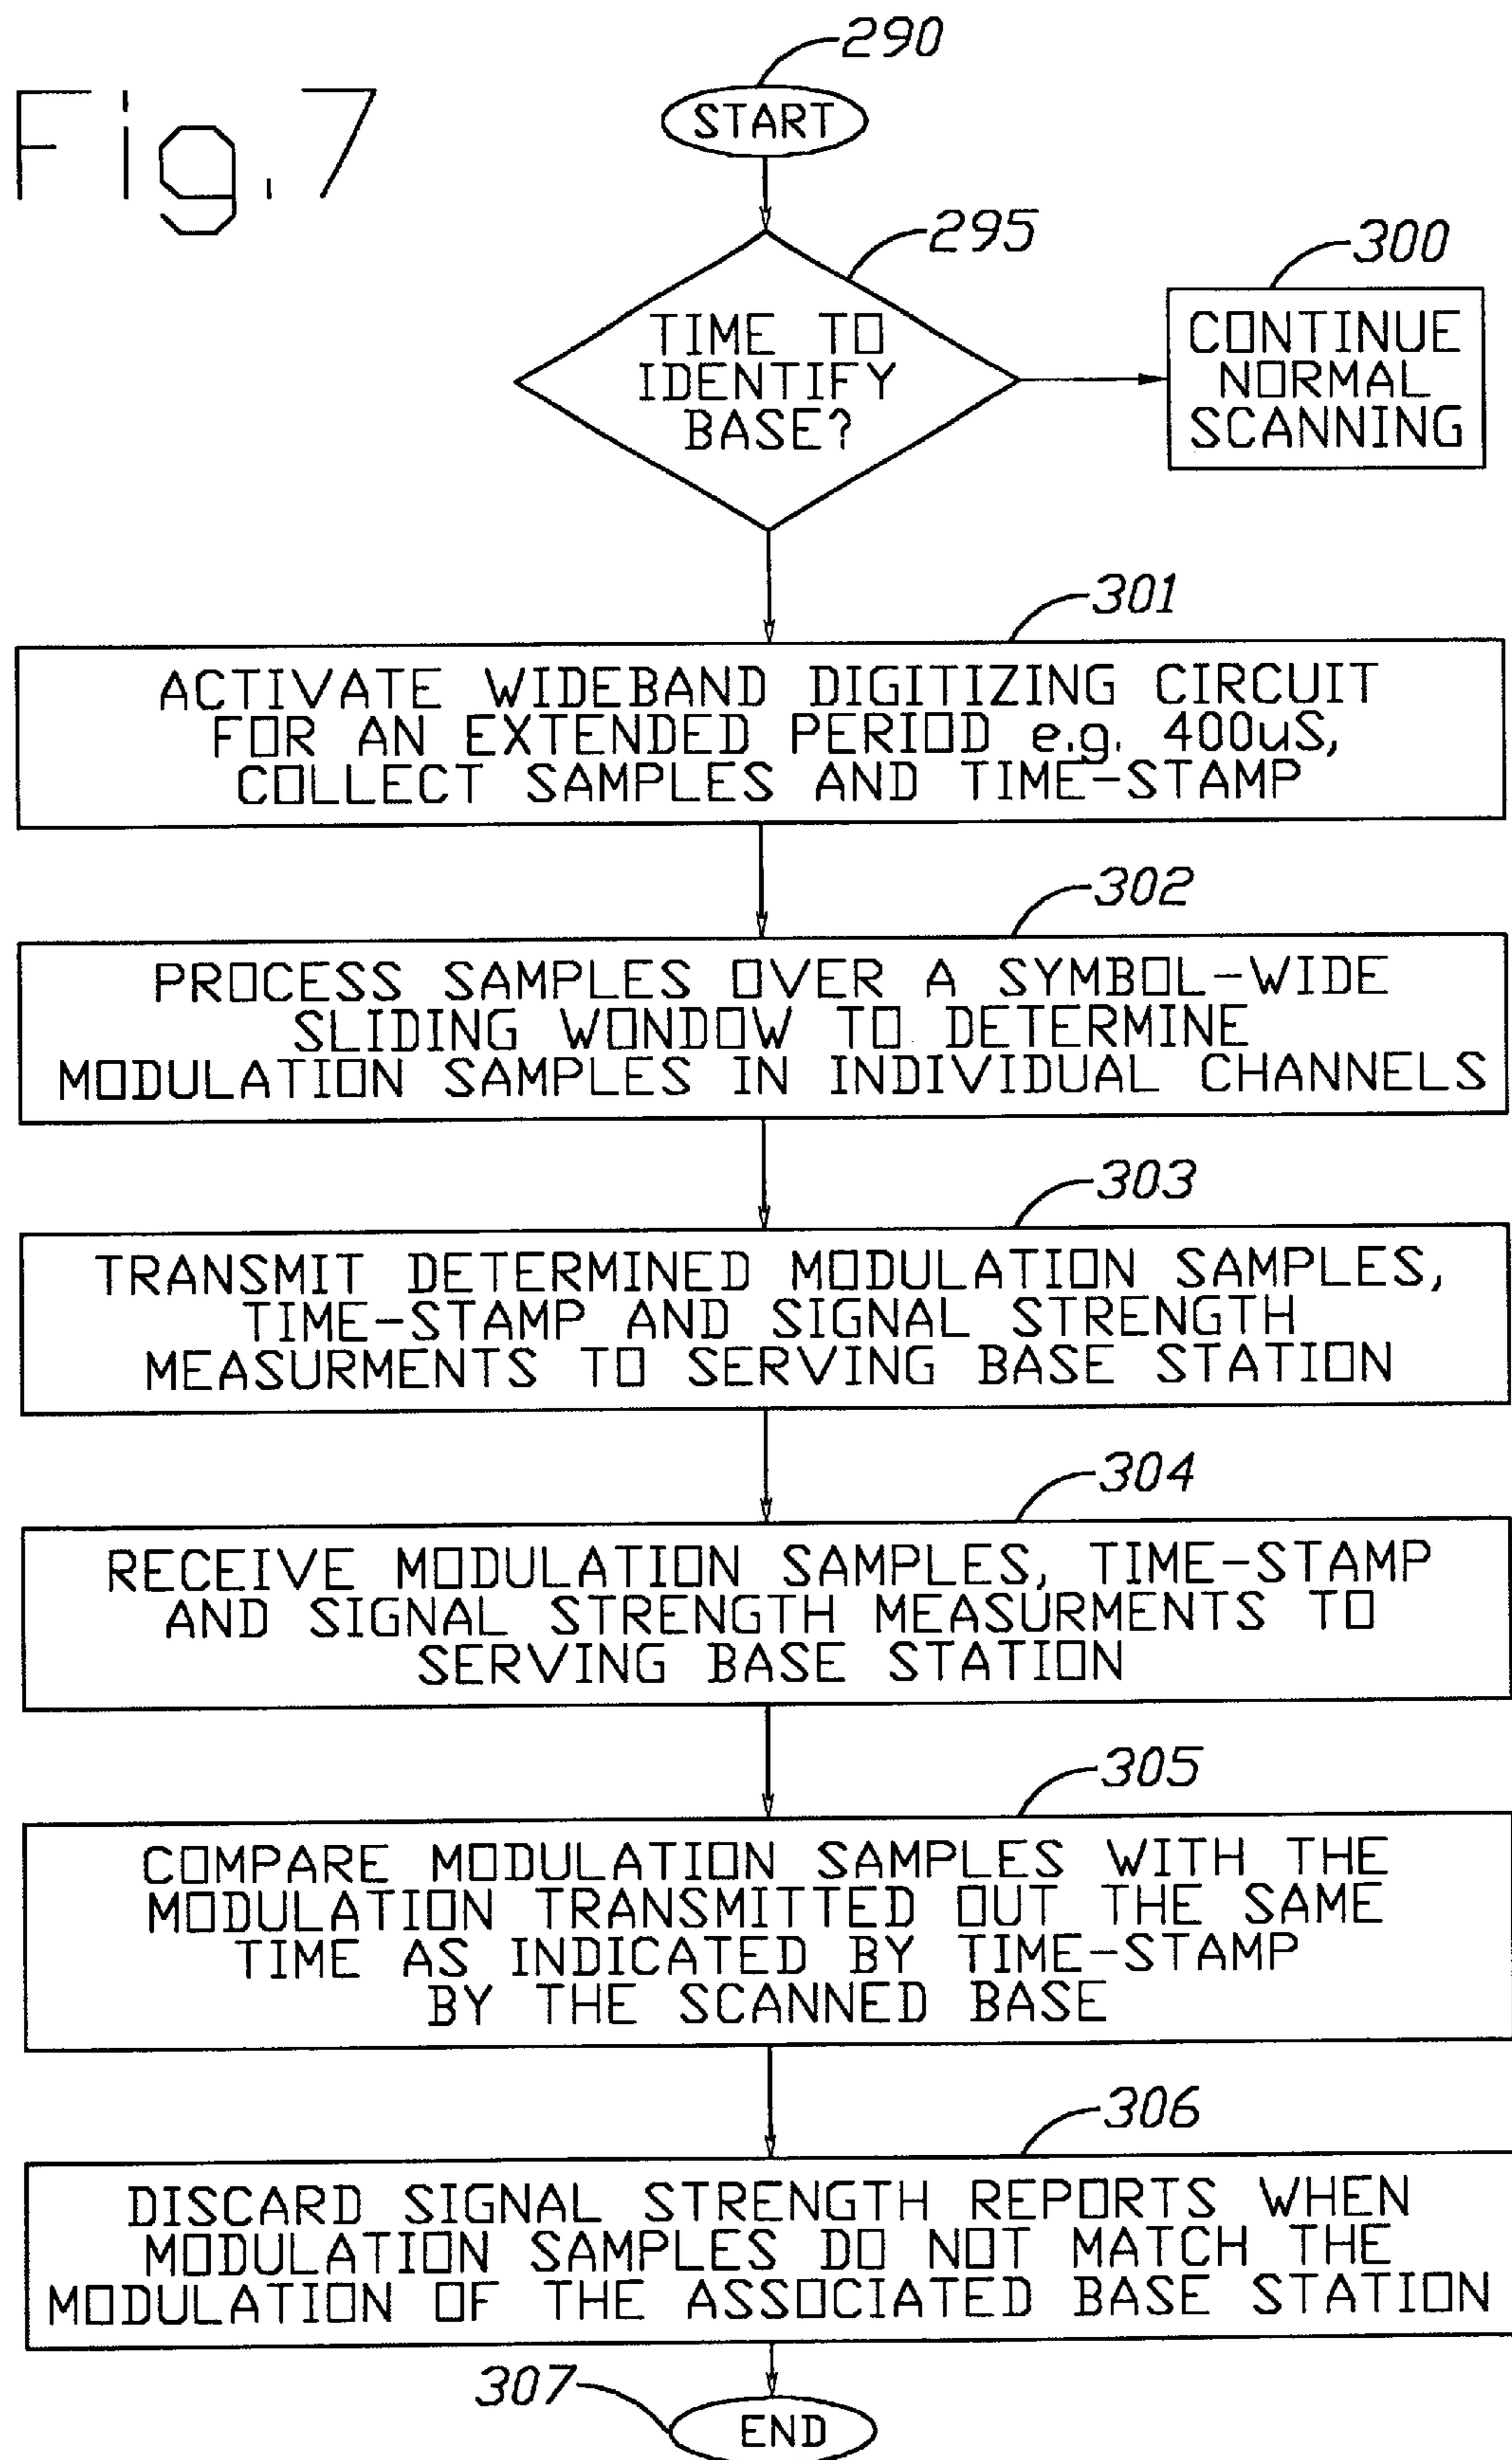 Fig.7
290
START
295
TIME TO
IDENTIFY
BASE?
300
CONTINUE
NORMAL
SCANNING
301
ACTIVATE WIDEBAND DIGITIZING CIRCUIT
FOR AN EXTENDED PERIOD e.g. 400uS,
COLLECT SAMPLES AND TIME-STAMP
302
PROCESS SAMPLES OVER A SYMBOL-WIDE
SLIDING WONDOW TO DETERMINE
MODULATION SAMPLES IN INDIVIDUAL CHANNELS
303
TRANSMIT DETERMINED MODULATION SAMPLES,
TIME-STAMP AND SIGNAL STRENGTH
MEASURMENTS TO SERVING BASE STATION
304
RECEIVE MODULATION SAMPLES, TIME-STAMP
AND SIGNAL STRENGTH MEASURMENTS TO
SERVING BASE STATION
305
COMPARE MODULATION SAMPLES WITH THE
MODULATION TRANSMITTED OUT THE SAME
TIME AS INDICATED BY TIME-STAMP
BY THE SCANNED BASE
306
DISCARD SIGNAL STRENGTH REPORTS WHEN
MODULATION SAMPLES DO NOT MATCH THE
MODULATION OF THE ASSOCIATED BASE STATION
307
END